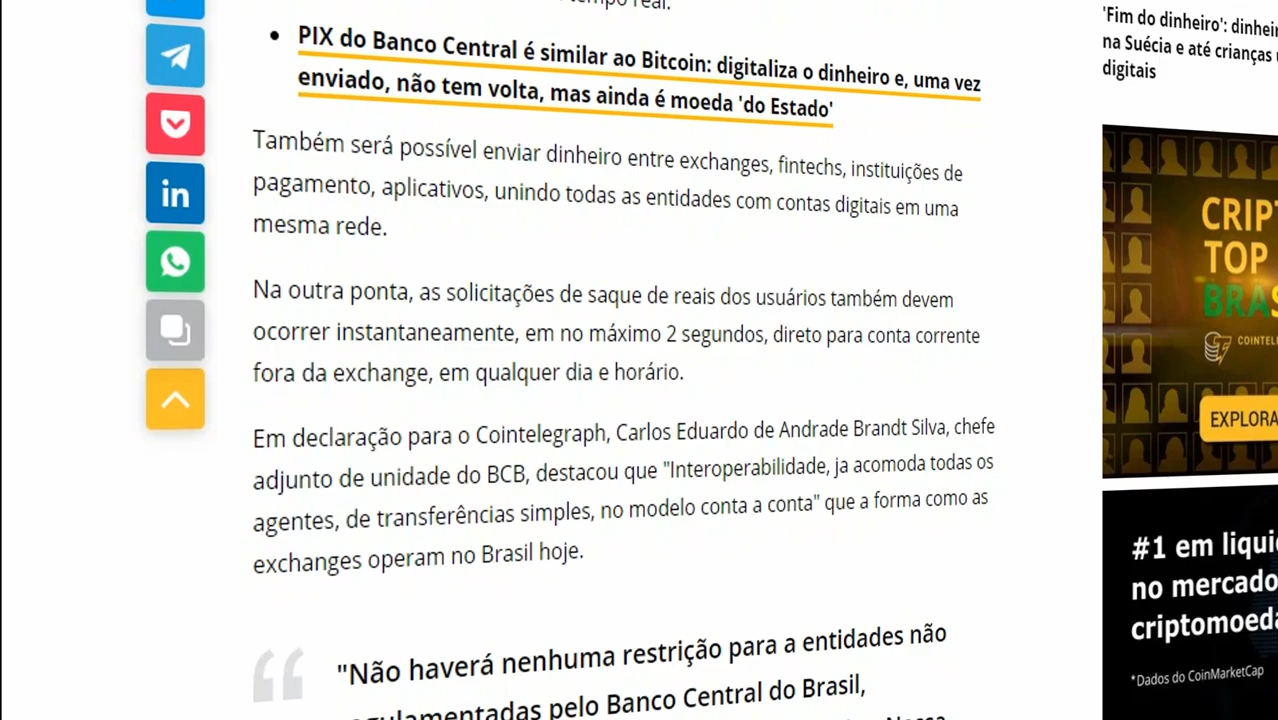 tempo real.
PIX do Banco Central é similar ao Bitcoin: digitaliza o dinheiro e, uma vez
enviado, não tem volta, mas ainda é moeda 'do Estado'
Também será possível enviar dinheiro entre exchanges, fintechs, instituições de
pagamento, aplicativos, unindo todas as entidades com contas digitais em uma
mesma rede.
Na outra ponta, as solicitações de saque de reais dos usuários também devem
ocorrer instantaneamente, em no máximo 2 segundos, direto para conta corrente
fora da exchange, em qualquer dia e horário.
Em declaração para o Cointelegraph, Carlos Eduardo de Andrade Brandt Silva, chefe
adjunto de unidade do BCB, destacou que "Interoperabilidade, ja acomoda todas os
agentes, de transferências simples, no modelo conta a conta" que a forma como as
exchanges operam no Brasil hoje.
"Não haverá nenhuma restrição para a entidades não
pelo Banco Central do Brasil,
in
'Fim do dinheiro':
na Suécia e até crianças
digitais
TOP
EXPLORA
#1 em
no mercado
*Dados do CoinMarketCap